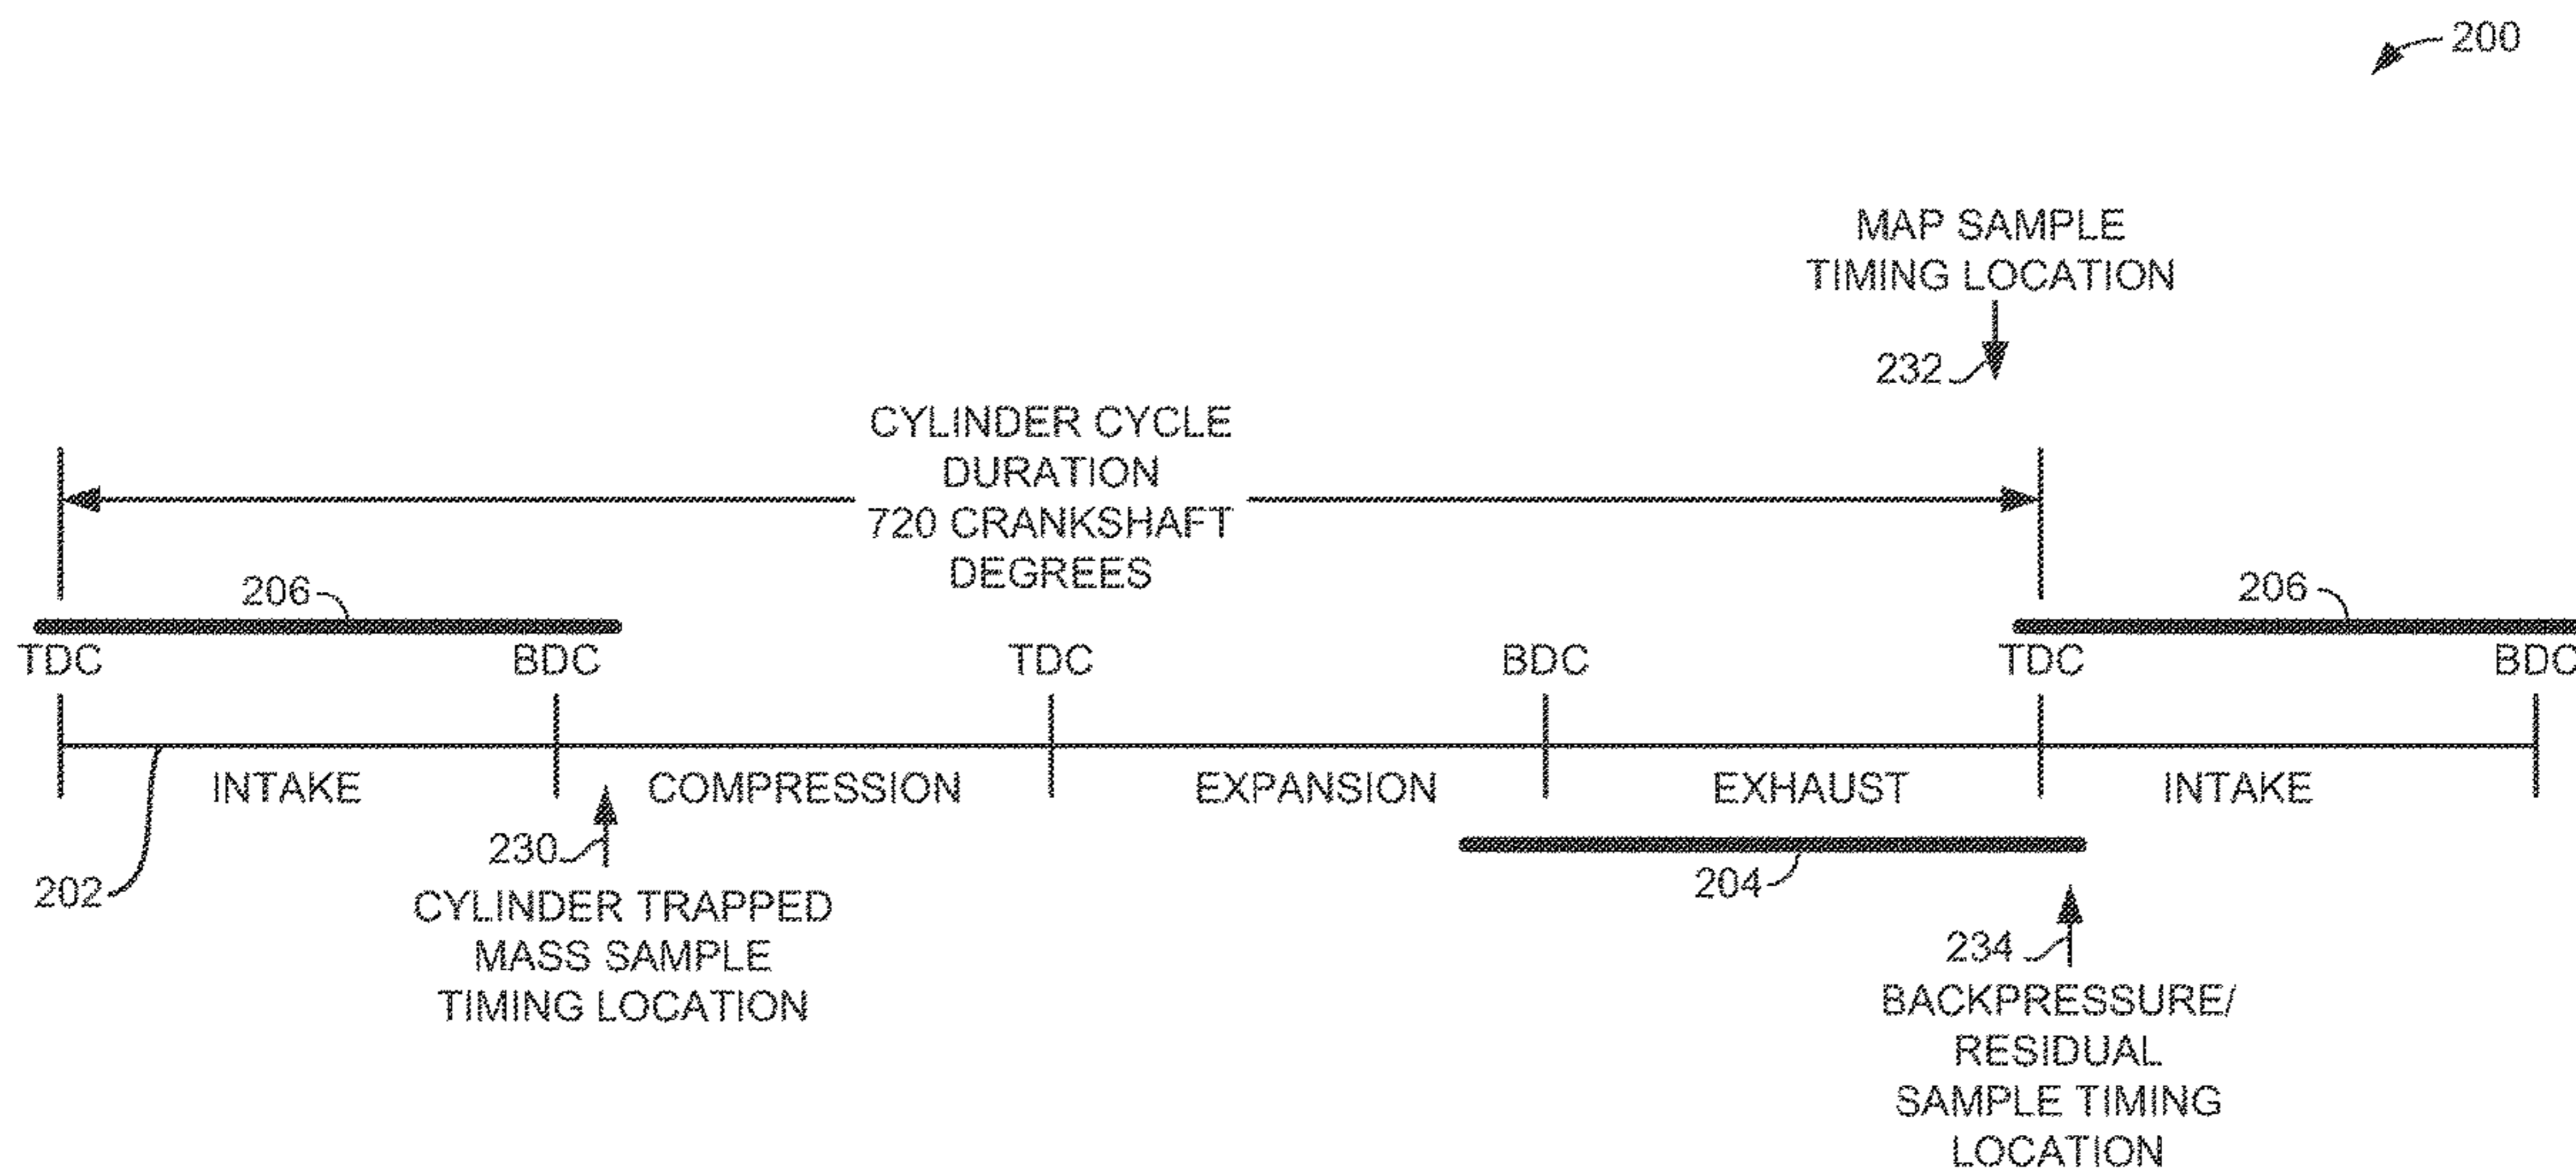 200
MAP SAMPLE
TIMING LOCATION
232
CYLINDER CYCLE
DURATION
720 CRANKSHAFT
DEGREES
206
206
TDC
BDC
TDC
BDC
TDC
BDC
INTAKE
COMPRESSION
EXPANSION
EXHAUST
INTAKE
202
230
CYLINDER TRAPPED
MASS SAMPLE
TIMING LOCATION
204
234
BACKPRESSURE/
RESIDUAL
SAMPLE TIMING
LOCATION